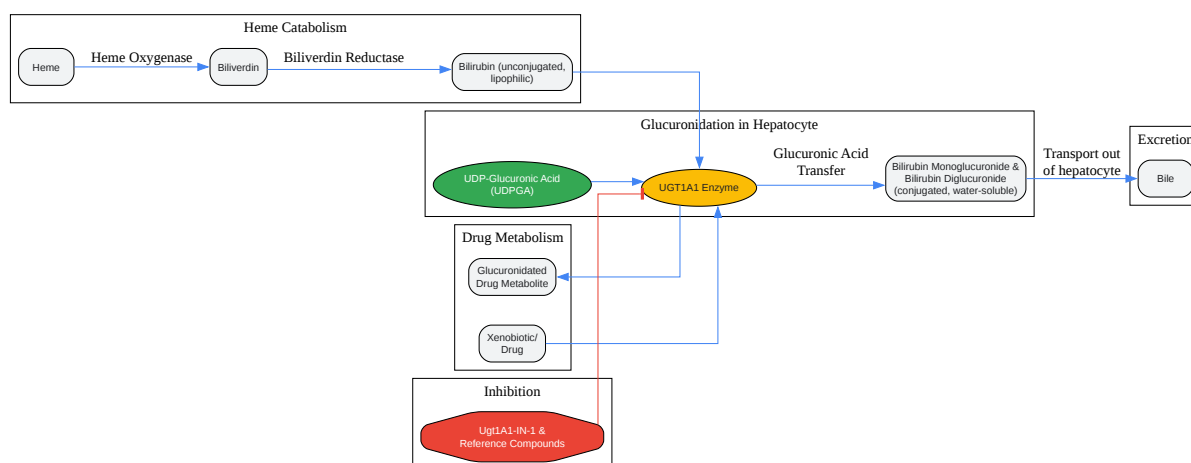 Heme Catabolism
Heme
Heme Oxygenase
Biliverdin
Biliverdin Reductase
Bilirubin (unconjugated,
lipophilic)
Glucuronidation in Hepatocyte
UDP-Glucuronic Acid
(UDPGA)
UGT1A1 Enzyme
Glucuronic Acid
Transfer
Bilirubin Monoglucuronide &
Bilirubin Diglucuronide
(conjugated, water-soluble)
Transport out
of hepatocyte
Excretion
Bile
Drug Metabolism
Glucuronidated
Drug Metabolite
Xenobiotic/
Drug
Inhibition
Ugt1A1-IN-1 &
Reference Compounds